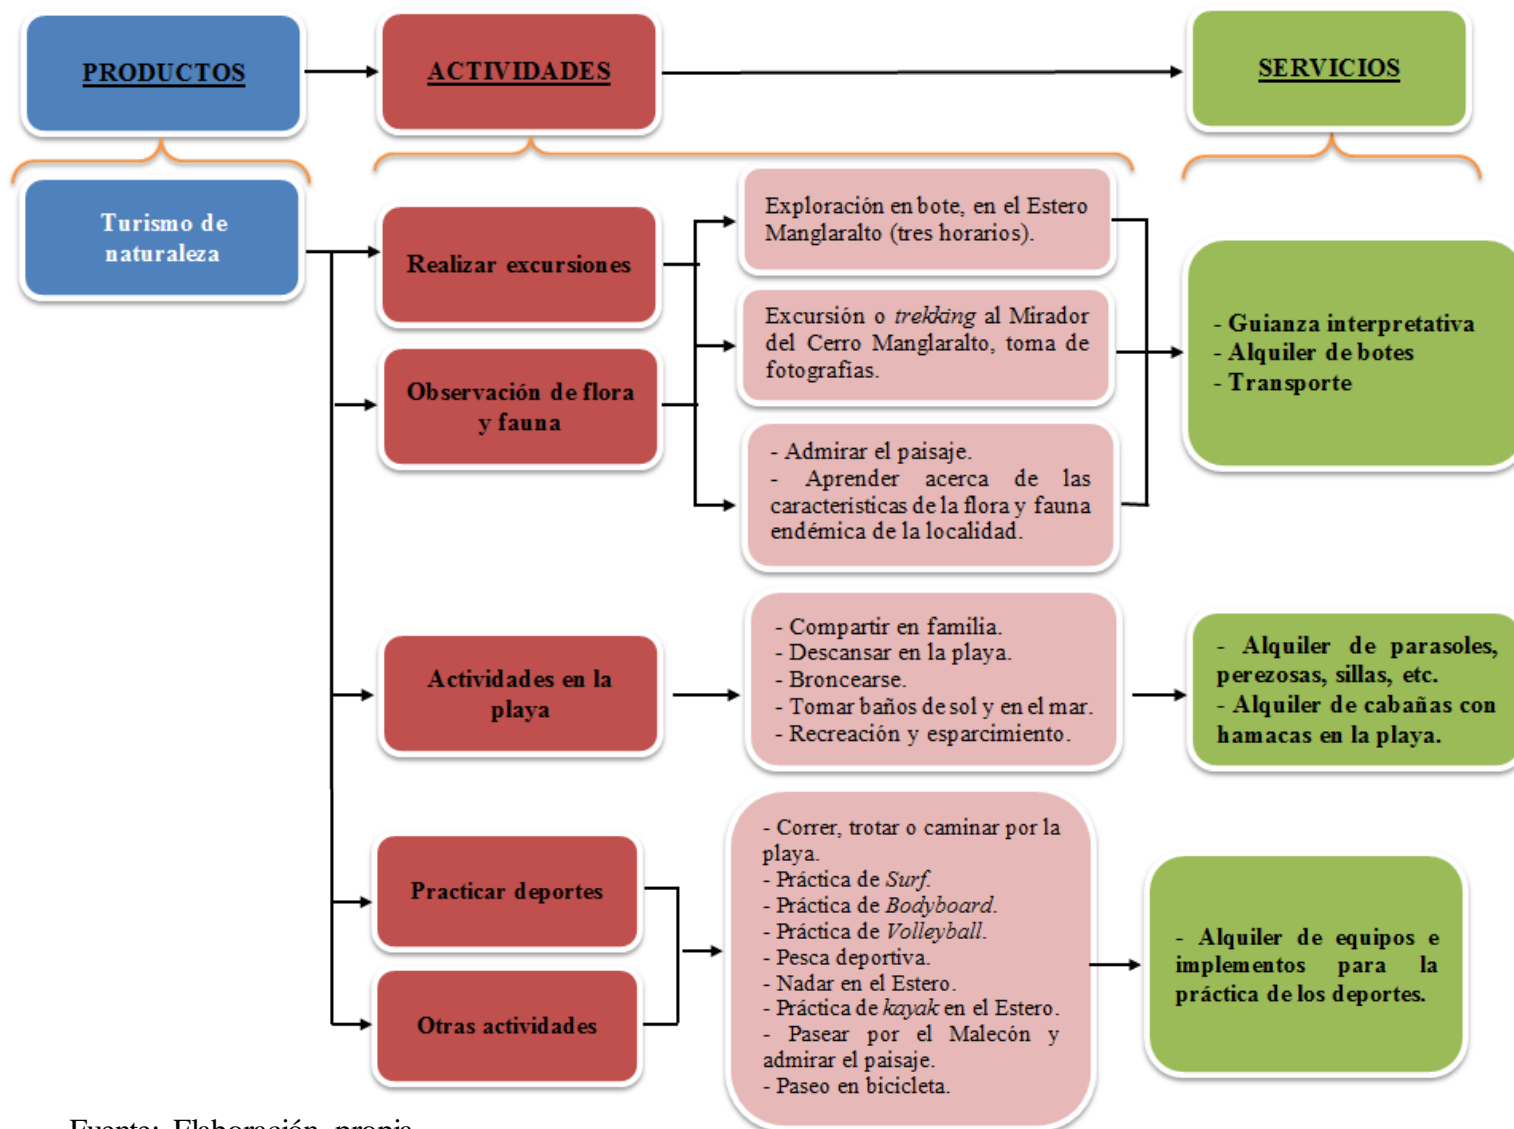 PRODUCTOS
ACTIVIDADES
SERVICIOS
Turismo de
naturaleza
Realizar excursiones
Observación de flora
y fauna
Exploración en bote, en el Estero
Manglaralto (tres horarios).
Excursión o trekking al Mirador
del Cerro Manglaralto, toma de
fotografías.
- Admirar el paisaje.
- Aprender acerca de las
características de la flora y fauna
endémica de la localidad.
- Guianza interpretativa
- Alquiler de botes
- Transporte
Actividades en la
playa
- Compartir en familia.
- Descansar en la playa.
- Broncearse.
- Tomar baños de sol y en el mar.
- Recreación y esparcimiento.
- Alquiler de parasoles,
perezosas, sillas, etc.
- Alquiler de cabañas con
hamacas en la playa.
Practicar deportes
Otras actividades
- Correr, trotar o caminar por la
playa.
- Práctica de Surf.
- Práctica de Bodyboard.
- Práctica de Volleyball.
- Pesca deportiva.
- Nadar en el Estero.
- Práctica de kayak en el Estero.
- Pasear por el Malecón y
admirar el paisaje.
- Paseo en bicicleta.
- Alquiler de equipos e
implementos para la
práctica de los deportes.
Fuente: Elaboración propia